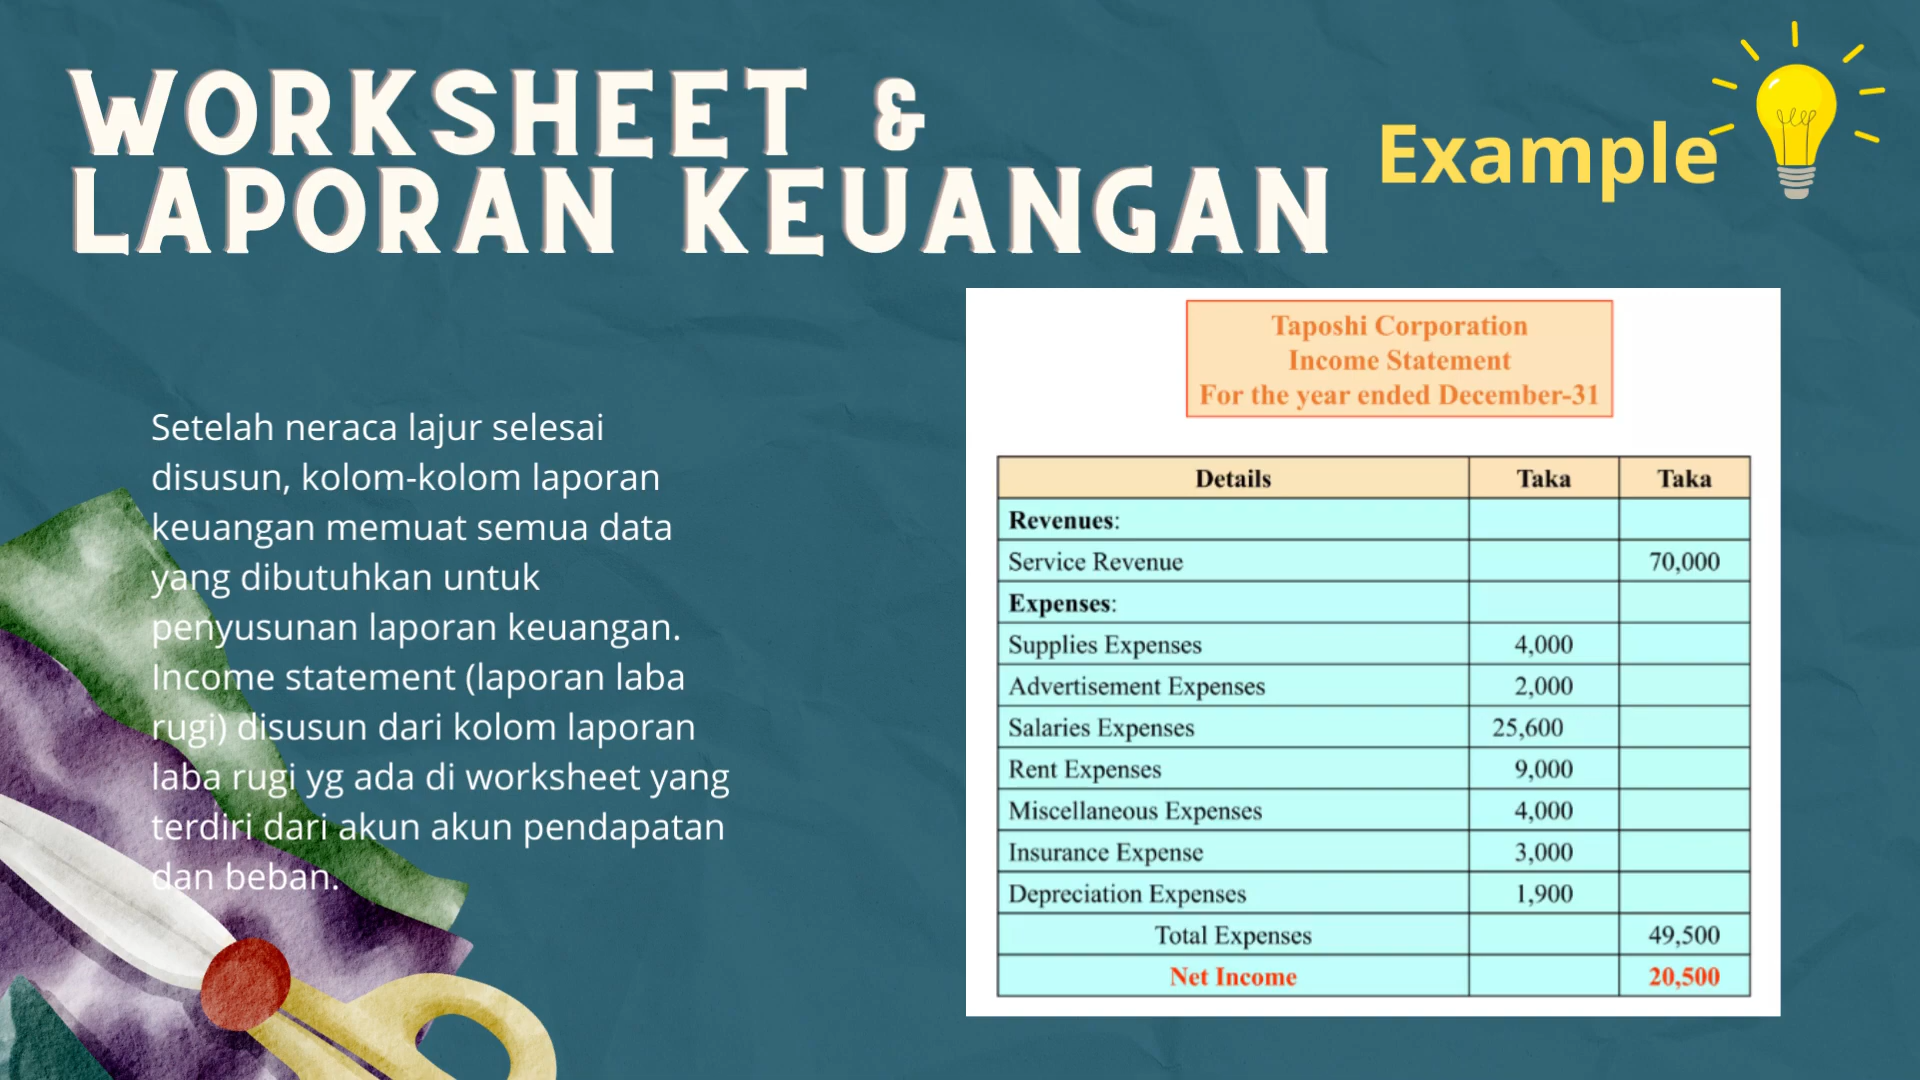 WORKSHEET &
LAPORAN KEUANGAN
Example
Setelah neraca lajur selesai
disusun, kolom-kolom laporan
keuangan memuat semua data
yang dibutuhkan untuk
penyusunan laporan keuangan.
Income statement (laporan laba
rugi) disusun dari kolom laporan
laba rugi yg ada di worksheet yang
terdiri dari akun akun pendapatan
dan beban.
Taposhi Corporation
Income Statement
For the year ended December-31
Details Taka Taka
Revenues:
Service Revenue 70,000
Expenses:
Supplies Expenses 4,000
Advertisement Expenses 2,000
Salaries Expenses 25,600
Rent Expenses 9,000
Miscellaneous Expenses 4,000
Insurance Expense 3,000
Depreciation Expenses 1,900
Total Expenses 49,500
Net Income 20,500